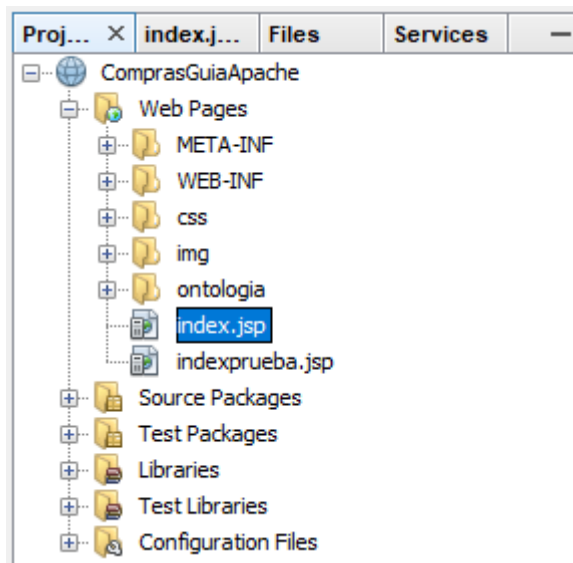 Proj... index.j... Files Services
ComprasGuiaApache
Web Pages
META-INF
WEB-INF
css
img
ontologia
index.jsp
indexprueba.jsp
Source Packages
Test Packages
Libraries
Test Libraries
Configuration Files